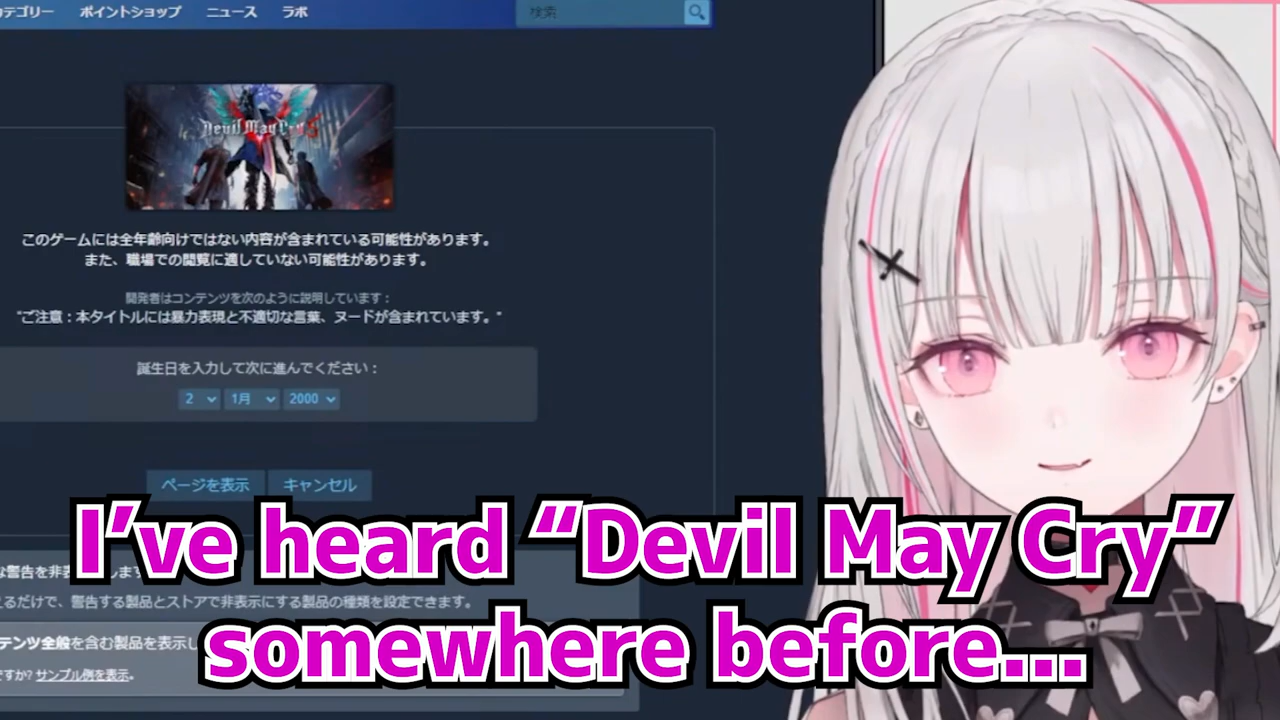 カテゴリー ポイントショップ ニュース ラボ 検索
Devil May Cry 5
このゲームには全年齢向けではない内容が含まれている可能性があります。
また、職場での閲覧に適していない可能性があります。
開発者はコンテンツを次のように説明しています：
"ご注意：本タイトルには暴力表現と不適切な言葉、ヌードが含まれています。"
誕生日を入力して次に進んでください：
2 1月 2000
ページを表示 キャンセル
I've heard “Devil May Cry”
な警告を非表
します
えるだけで、警告する製品とストアで非表示にする製品の種類を設定できます。
テンツ全般を含む製品を表示し
somewhere before...
ですか? サンプル例を表示。